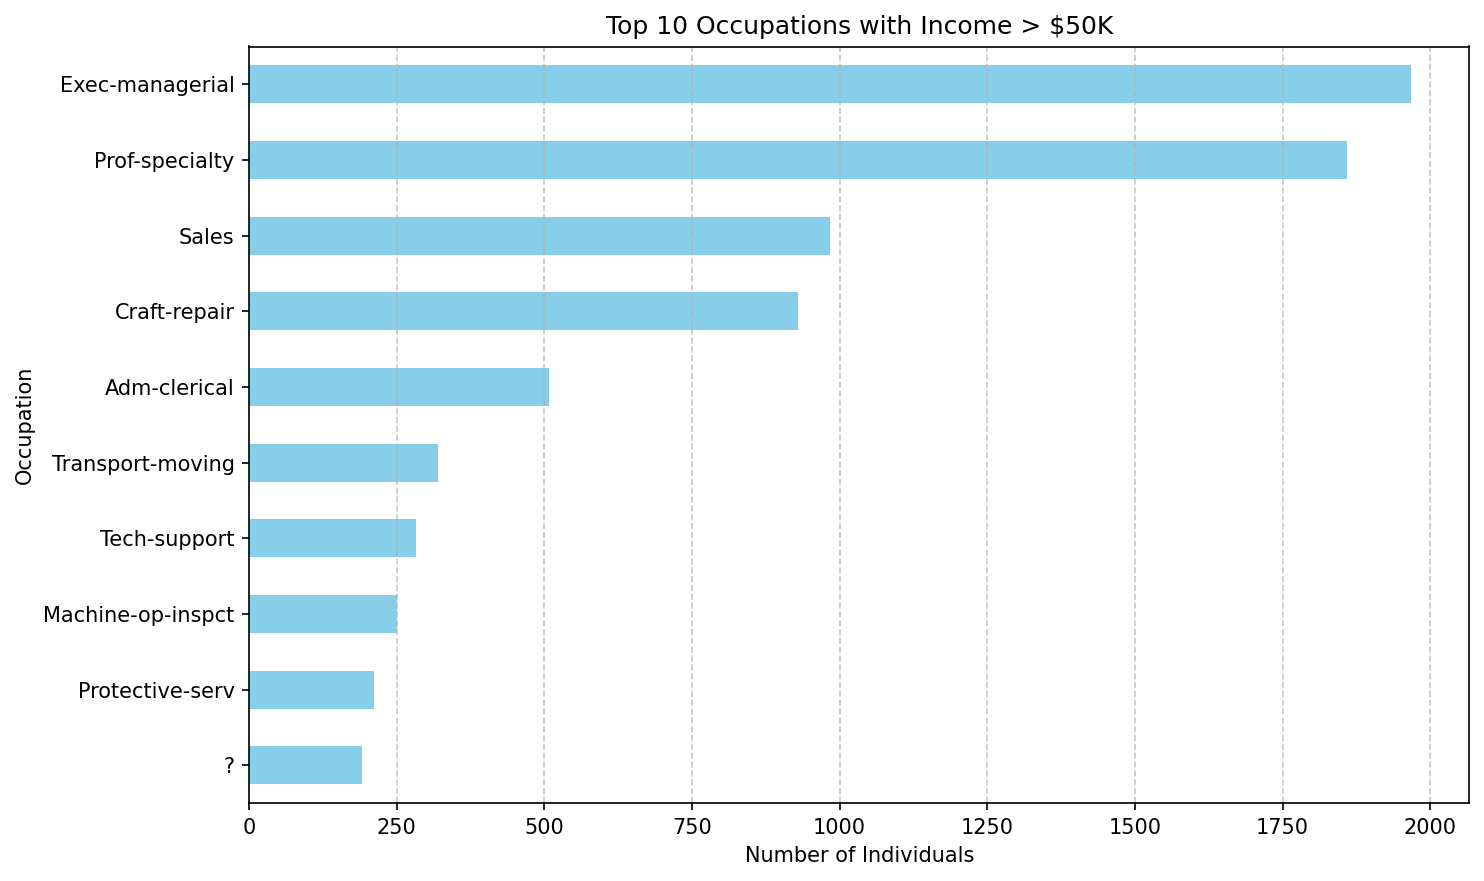 Top 10 Occupations with Income > $50K
Exec-managerial
Prof-specialty
Sales
Craft-repair
Adm-clerical
Transport-moving
Tech-support
Machine-op-inspct
Protective-serv
?
Occupation
0 250 500 750 1000 1250 1500 1750 2000
Number of Individuals